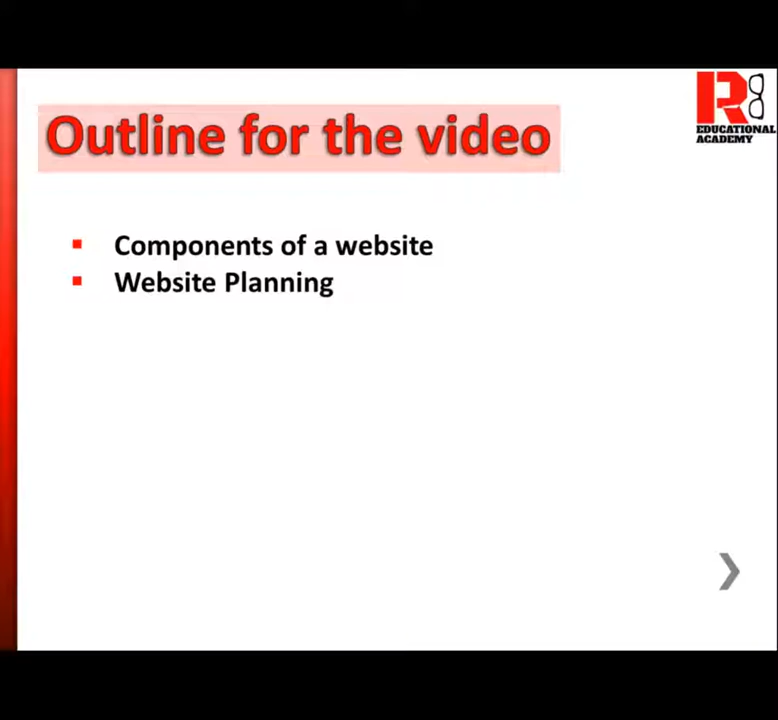 Outline for the video
R
EDUCATIONAL
ACADEMY
Components of a website
Website Planning